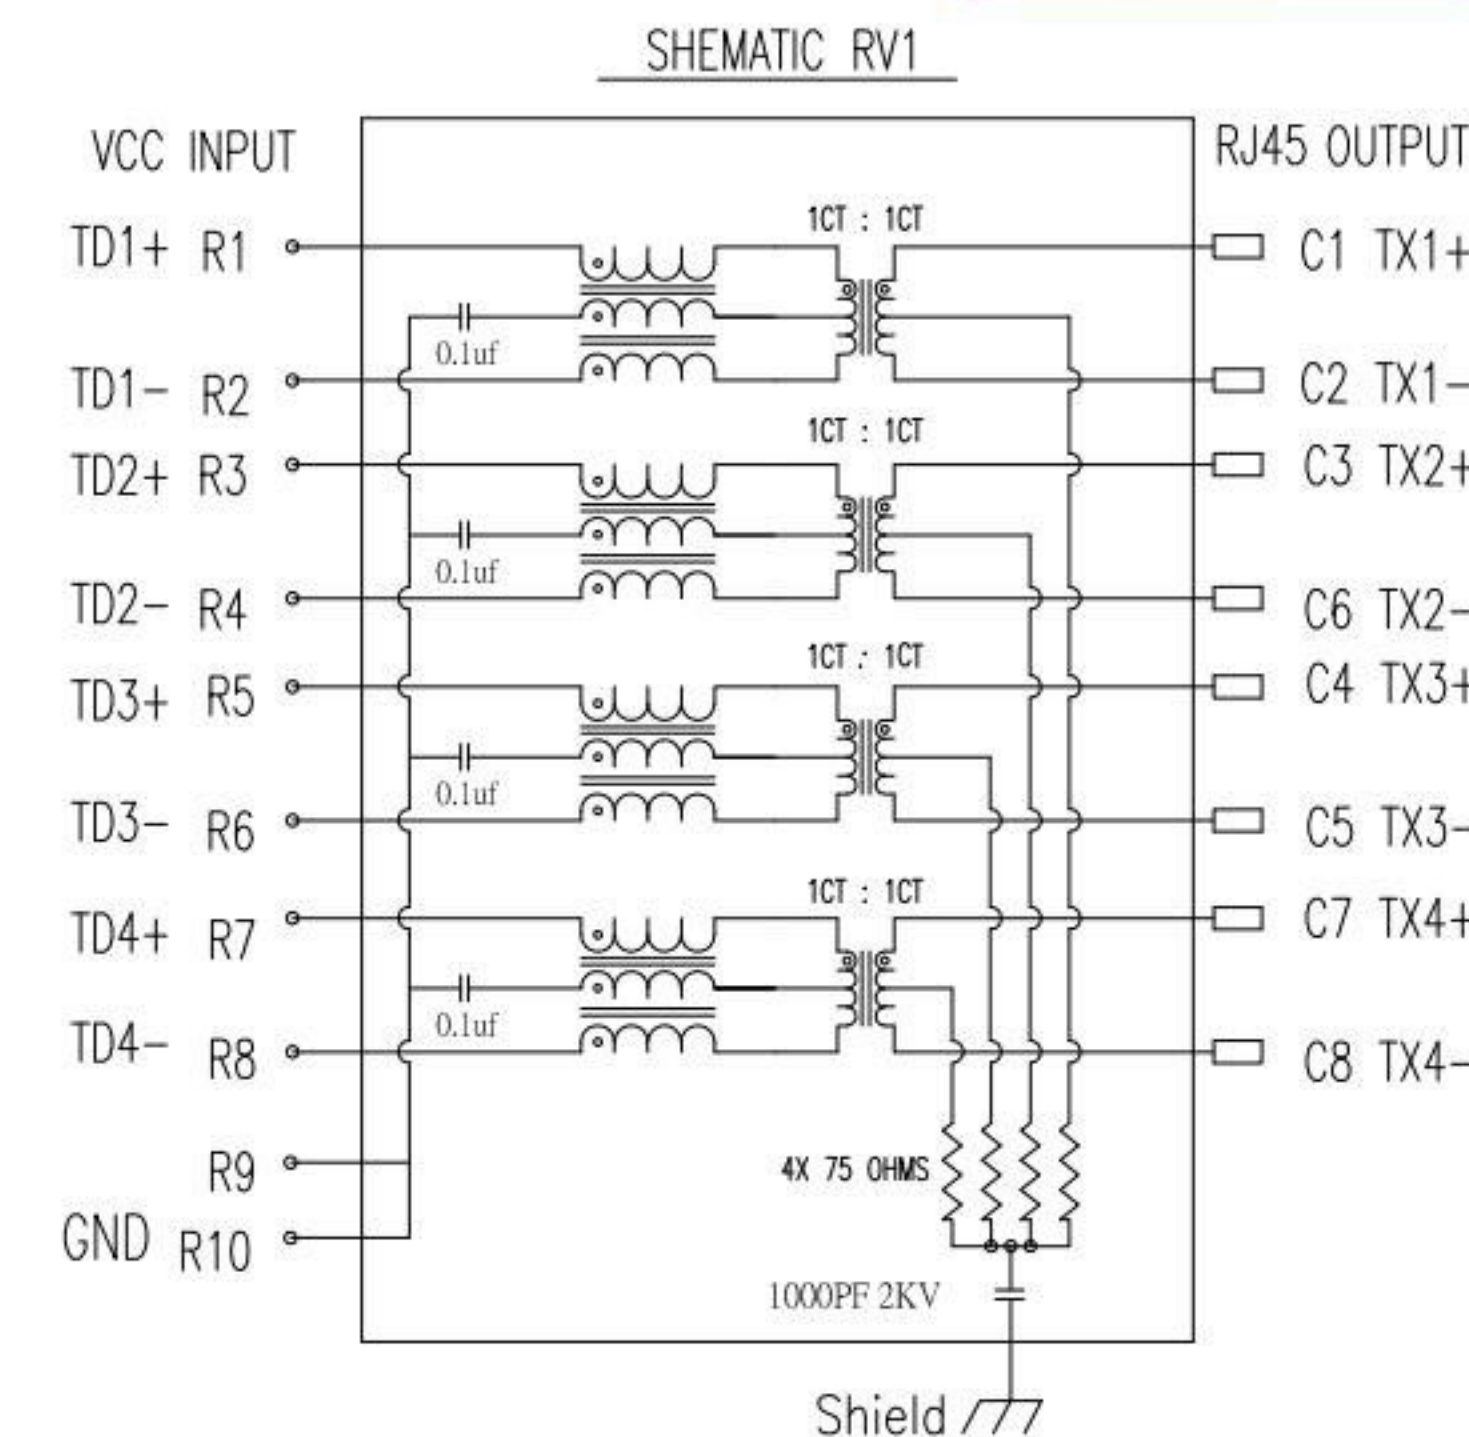 SHEMATIC RV1
VCC INPUT
RJ45 OUTPUT
1CT : 1CT
TD1+ R1
C1 TX1+
0.1uf
TD1- R2
C2 TX1-
1CT : 1CT
TD2+ R3
C3 TX2+
0.1uf
TD2- R4
C6 TX2-
1CT : 1CT
TD3+ R5
C4 TX3+
0.1uf
TD3- R6
C5 TX3-
1CT : 1CT
TD4+ R7
C7 TX4+
0.1uf
TD4- R8
C8 TX4-
R9
4X 75 OHMS
GND R10
1000PF 2KV
Shield